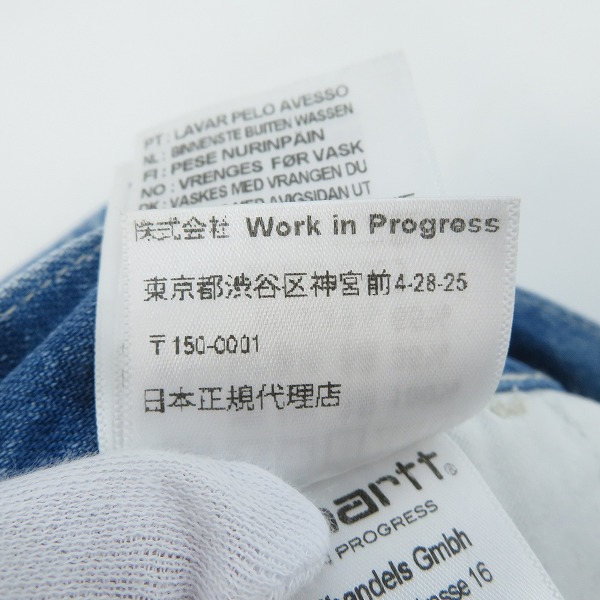 PT : LAVAR PELO AVESSO
NL : BINNENSTE BUITEN WASSEN
FI : PESE NURINPÄIN
NO : VRENGES FØR VASK
DK : VASKES MED VRANGEN DU
MED AVIGSIDAN UT
株式会社 Work in Progress
東京都渋谷区神宮前4-28-25
〒150-0001
日本正規代理店
artt®
PROGRESS
handels GmbH
asse 16